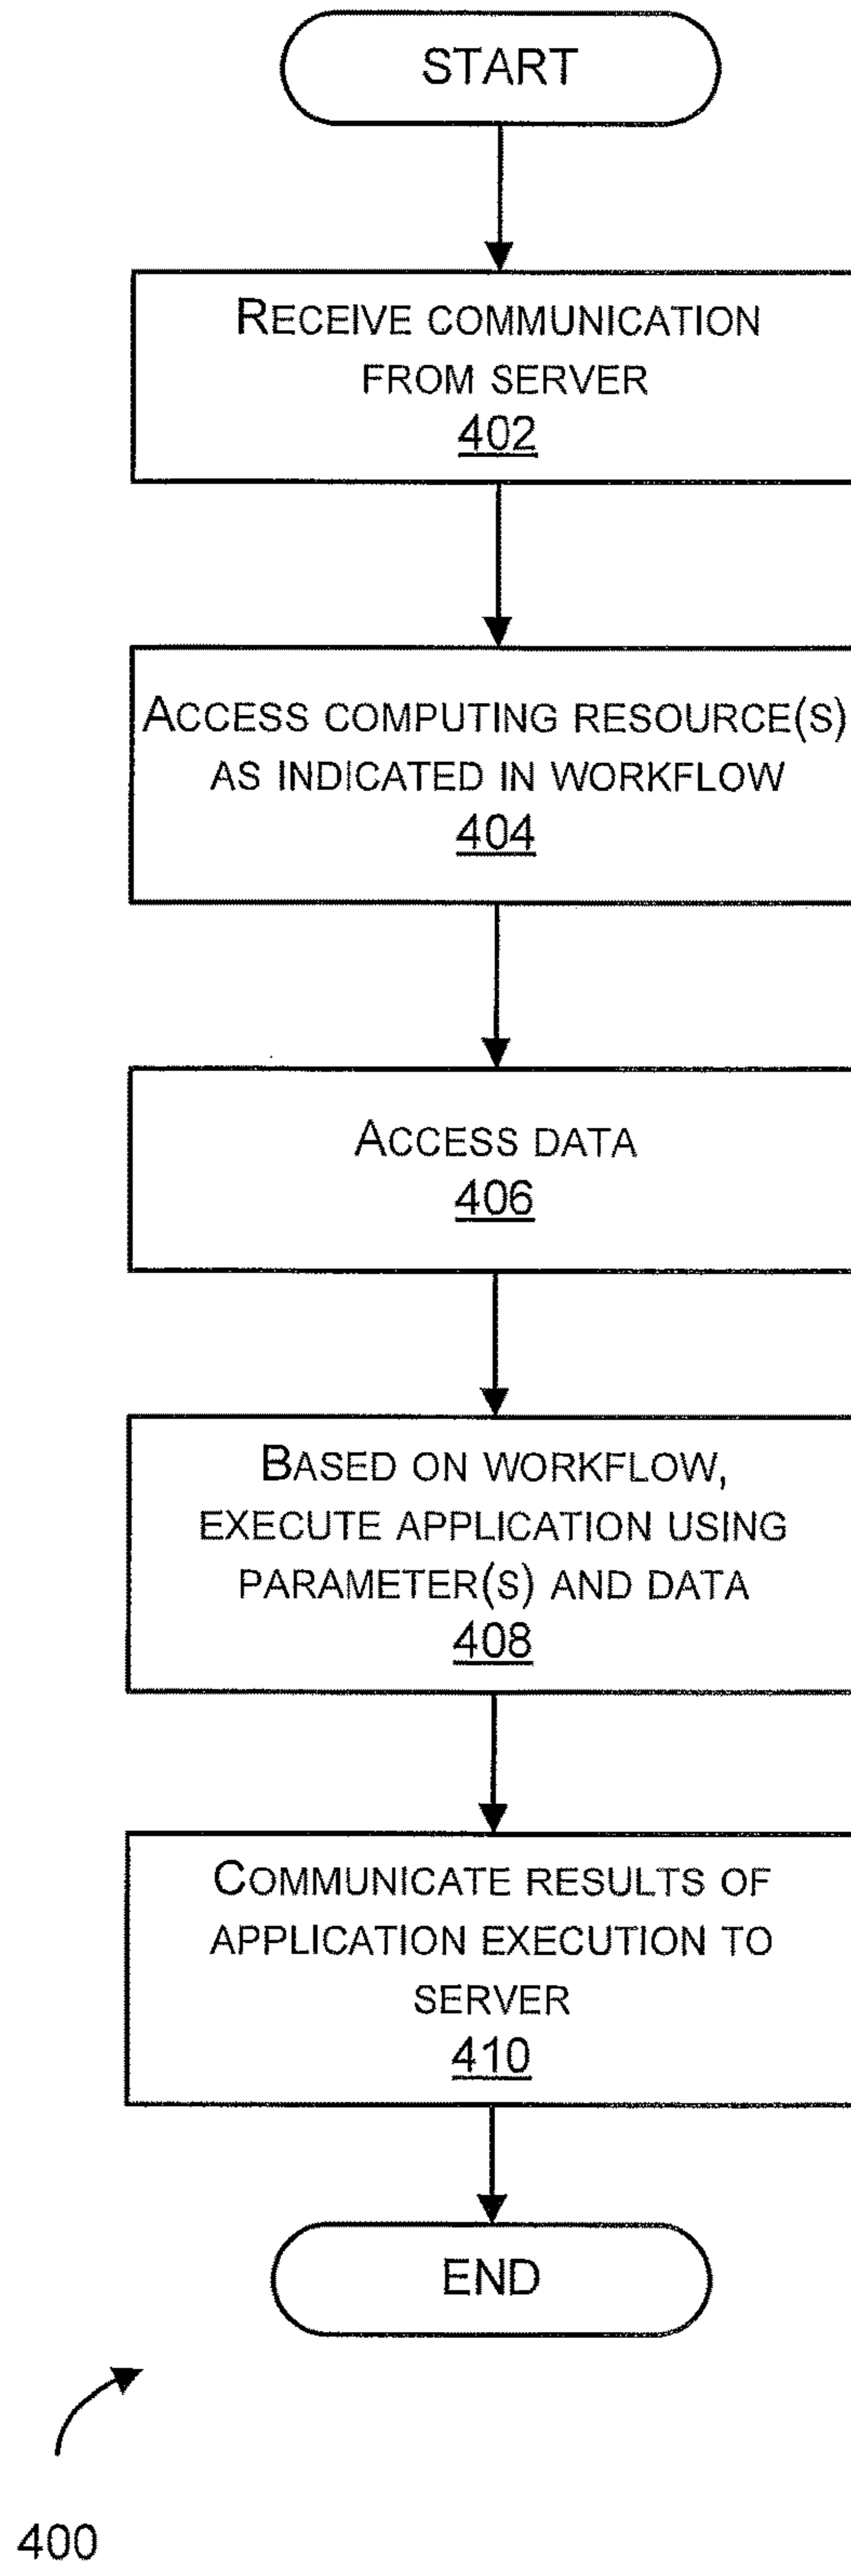 START
RECEIVE COMMUNICATION
FROM SERVER
402
ACCESS COMPUTING RESOURCE(S)
AS INDICATED IN WORKFLOW
404
ACCESS DATA
406
BASED ON WORKFLOW,
EXECUTE APPLICATION USING
PARAMETER(S) AND DATA
408
COMMUNICATE RESULTS OF
APPLICATION EXECUTION TO
SERVER
410
END
400